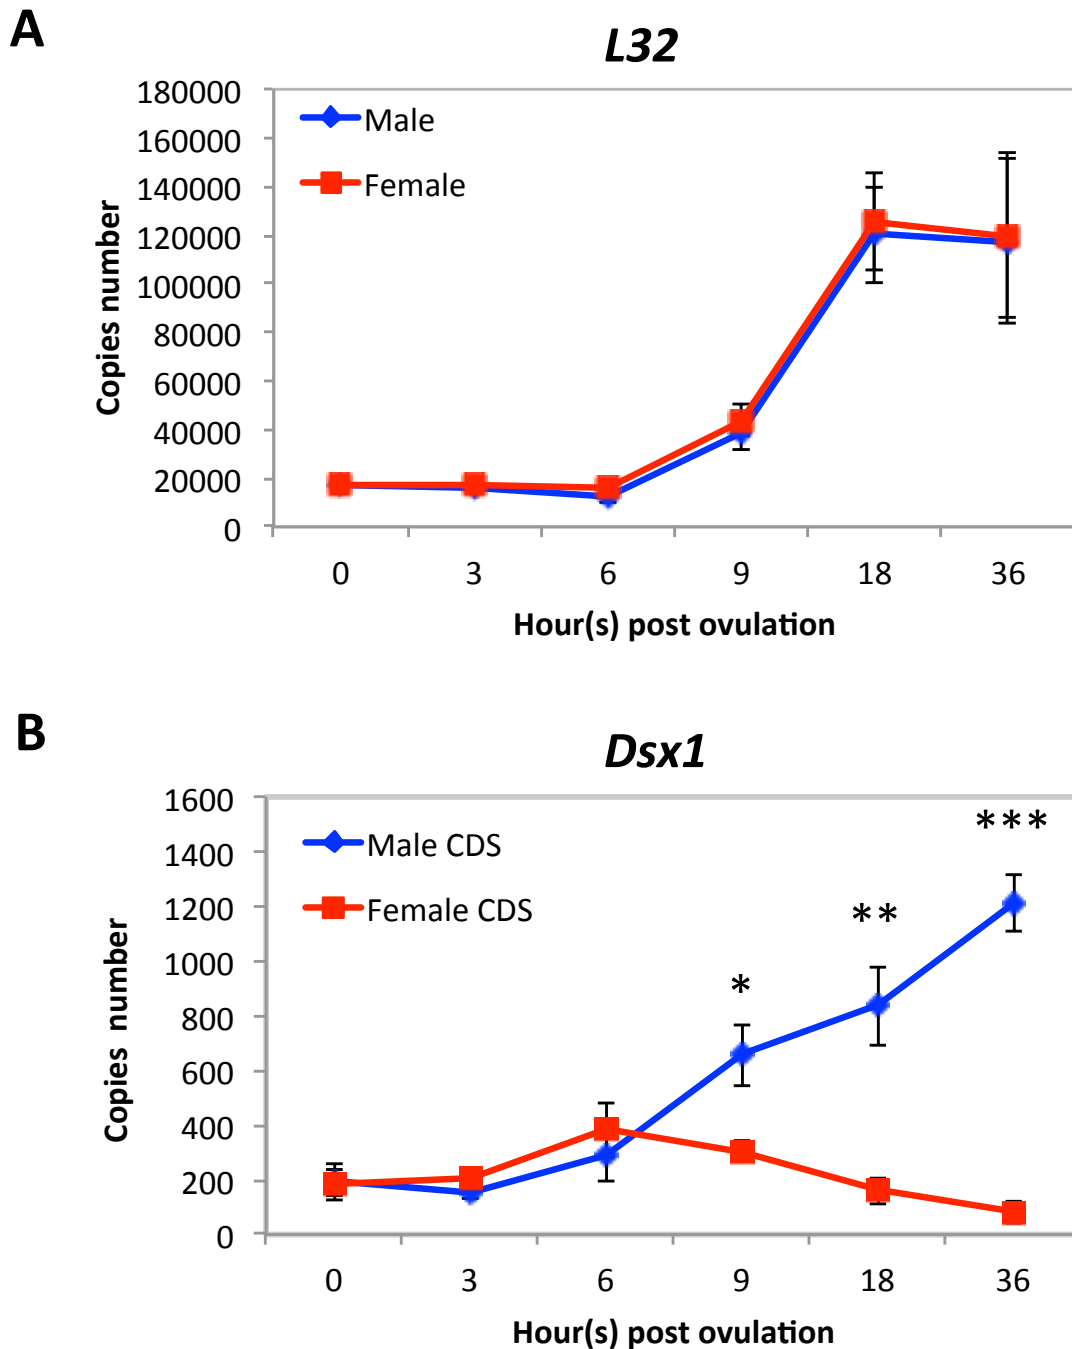 A
L32
180000
160000
140000
120000
100000
80000
60000
40000
20000
0
Copies number
Male
Female
0 3 6 9 18 36
Hour(s) post ovulation
B
Dsx1
1600
1400
1200
1000
800
600
400
200
0
Copies number
Male CDS
Female CDS
*
**
***
0 3 6 9 18 36
Hour(s) post ovulation